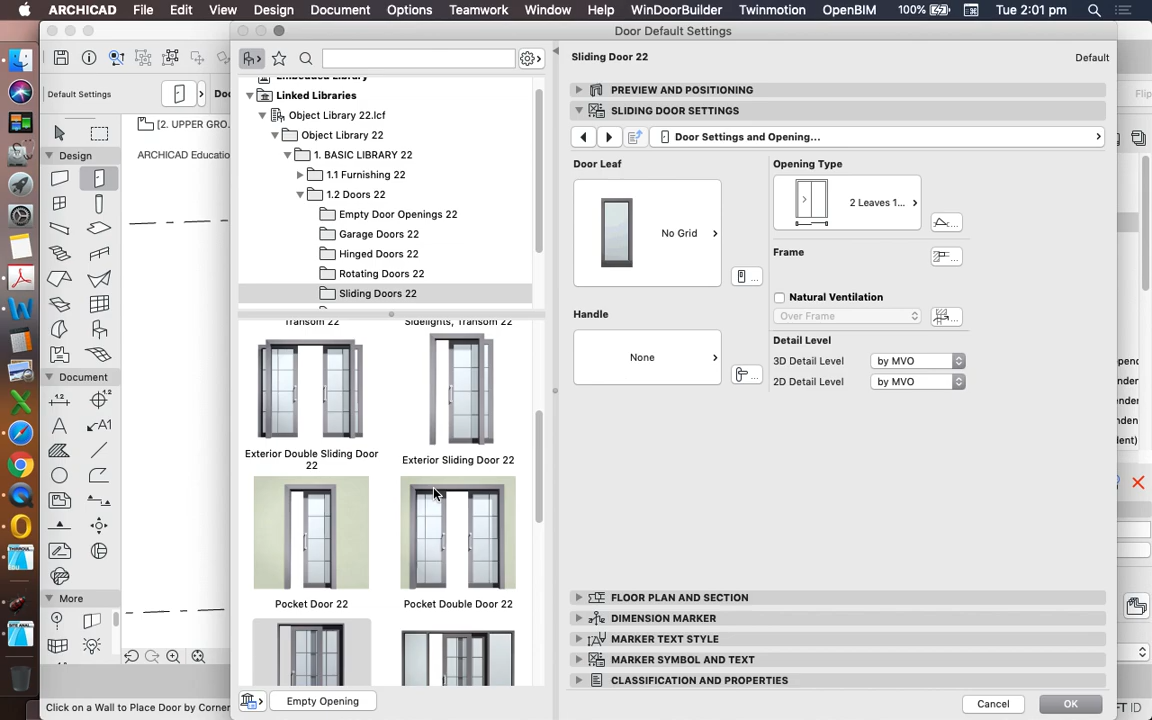 ARCHICAD File Edit View Design Document Options Teamwork Window Help WinDoorBuilder Twinmotion OpenBIM 100% Tue 2:01 pm
Door Default Settings
Default Settings
Sliding Door 22
Default
Linked Libraries
Object Library 22.lcf
Object Library 22
1. BASIC LIBRARY 22
1.1 Furnishing 22
1.2 Doors 22
Empty Door Openings 22
Garage Doors 22
Hinged Doors 22
Rotating Doors 22
Sliding Doors 22
Transom 22
Sidelights, Transom 22
Exterior Double Sliding Door 22
Exterior Sliding Door 22
Pocket Door 22
Pocket Double Door 22
Empty Opening
PREVIEW AND POSITIONING
SLIDING DOOR SETTINGS
Door Settings and Opening...
Door Leaf
No Grid
Handle
None
Opening Type
2 Leaves 1...
Frame
Natural Ventilation
Over Frame
Detail Level
3D Detail Level by MVO
2D Detail Level by MVO
FLOOR PLAN AND SECTION
DIMENSION MARKER
MARKER TEXT STYLE
MARKER SYMBOL AND TEXT
CLASSIFICATION AND PROPERTIES
Cancel
OK
[2. UPPER GRO.
ARCHICAD Educatio
Design
Document
More
Click on a Wall to Place Door by Corner